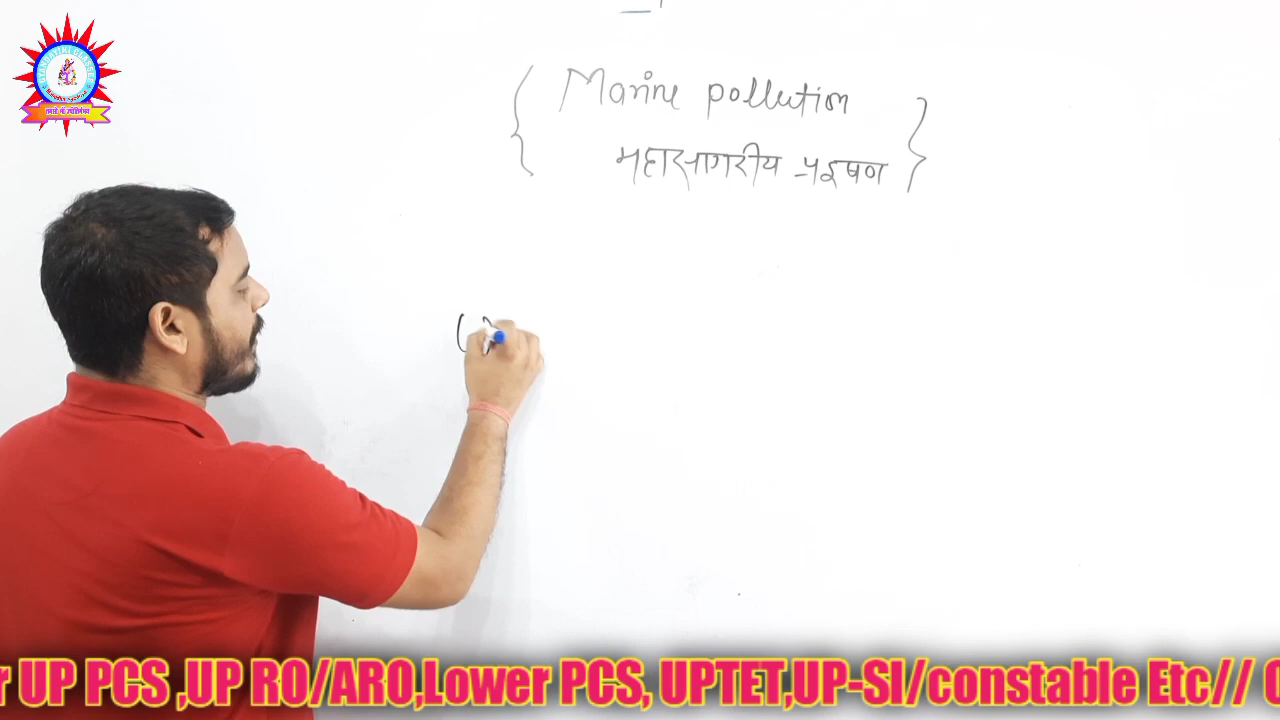 Marine pollution
महासागरीय प्रदूषण
r UP PCS ,UP RO/ARO,Lower PCS, UPTET,UP-SI/constable Etc// C